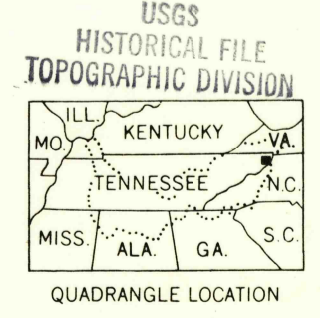 USGS
HISTORICAL FILE
TOPOGRAPHIC DIVISION
ILL.
KENTUCKY
MO.
VA.
TENNESSEE
N.C.
MISS.
ALA.
GA.
S.C.
QUADRANGLE LOCATION